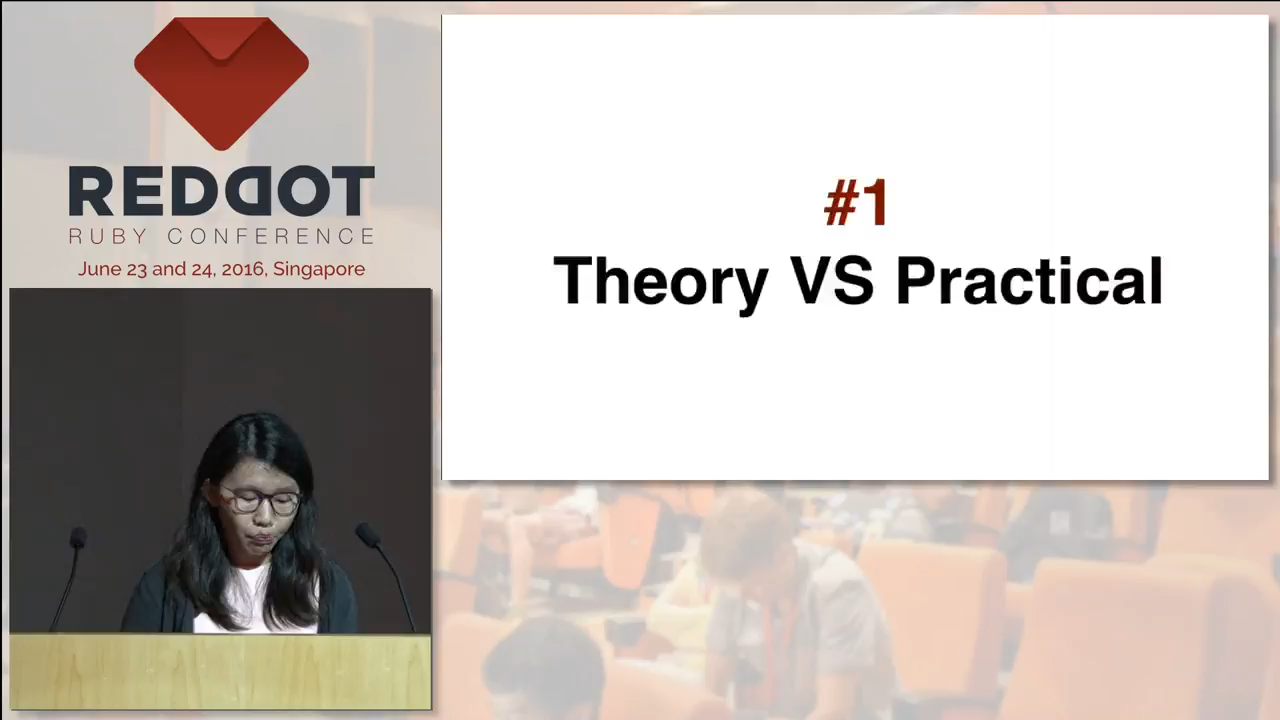 REDDOT
RUBY CONFERENCE
June 23 and 24, 2016, Singapore
#1
Theory VS Practical